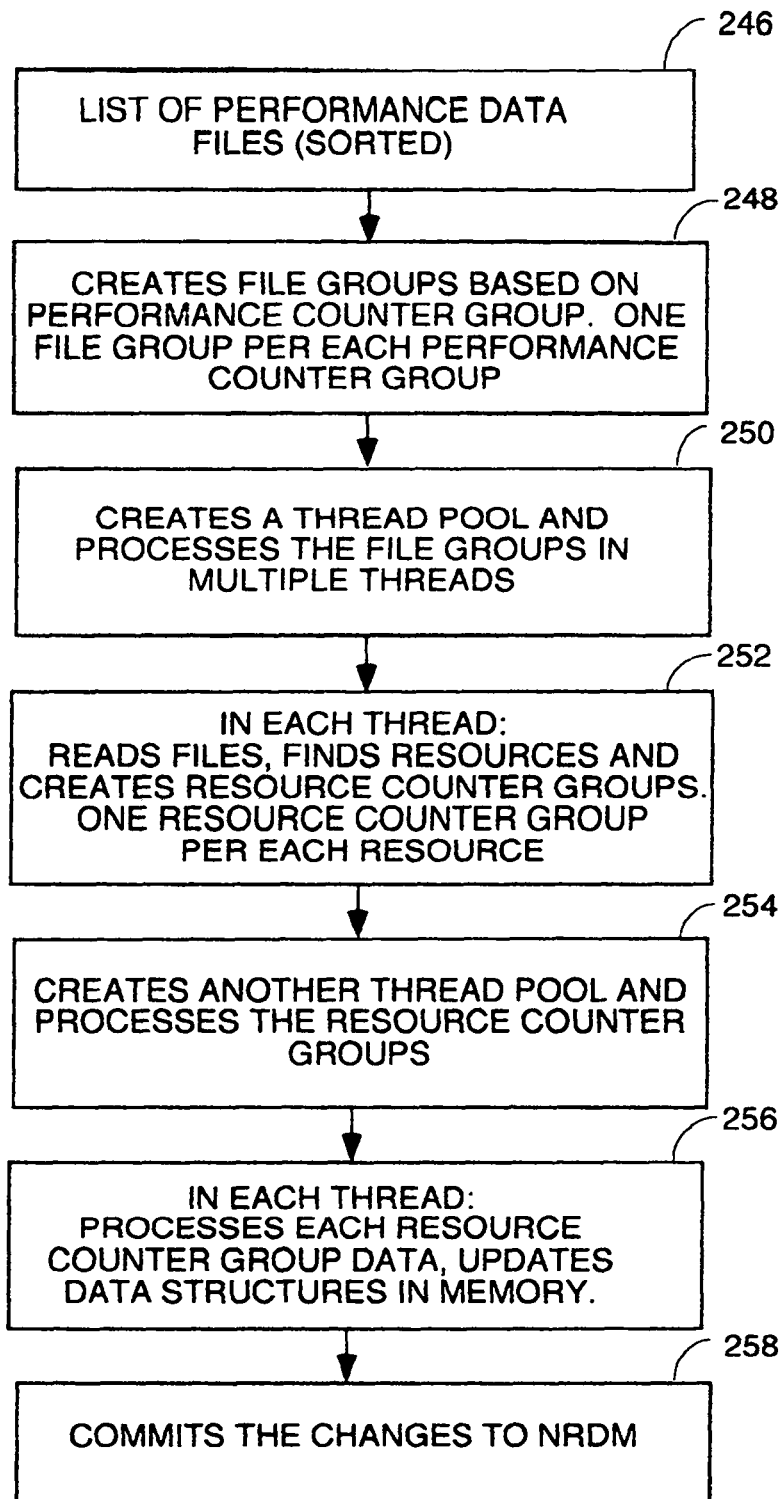 246
LIST OF PERFORMANCE DATA
FILES (SORTED)
248
CREATES FILE GROUPS BASED ON
PERFORMANCE COUNTER GROUP. ONE
FILE GROUP PER EACH PERFORMANCE
COUNTER GROUP
250
CREATES A THREAD POOL AND
PROCESSES THE FILE GROUPS IN
MULTIPLE THREADS
252
IN EACH THREAD:
READS FILES, FINDS RESOURCES AND
CREATES RESOURCE COUNTER GROUPS.
ONE RESOURCE COUNTER GROUP
PER EACH RESOURCE
254
CREATES ANOTHER THREAD POOL AND
PROCESSES THE RESOURCE COUNTER
GROUPS
256
IN EACH THREAD:
PROCESSES EACH RESOURCE
COUNTER GROUP DATA, UPDATES
DATA STRUCTURES IN MEMORY.
258
COMMITS THE CHANGES TO NRDM